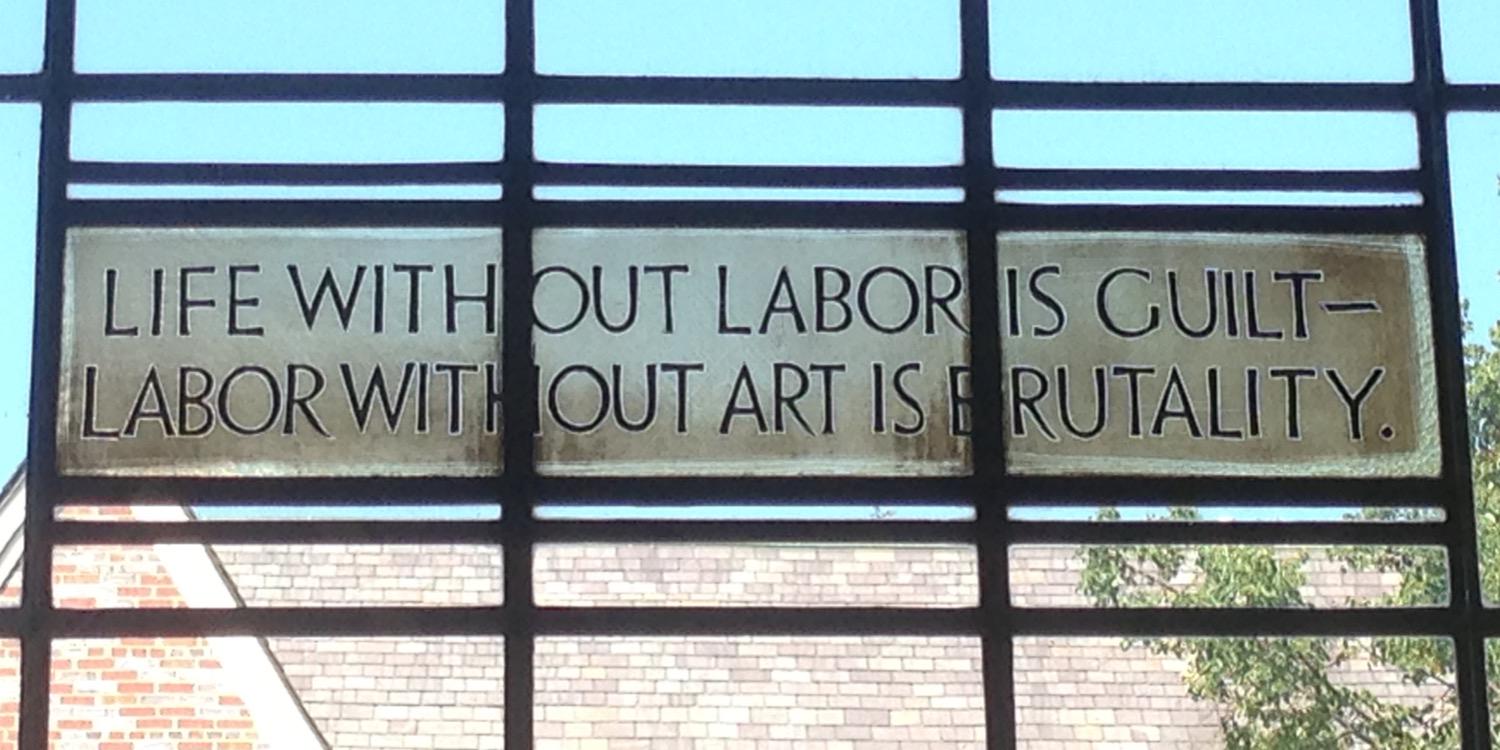 LIFE WITHOUT LABOR IS GUILT—
LABOR WITHOUT ART IS BRUTALITY.